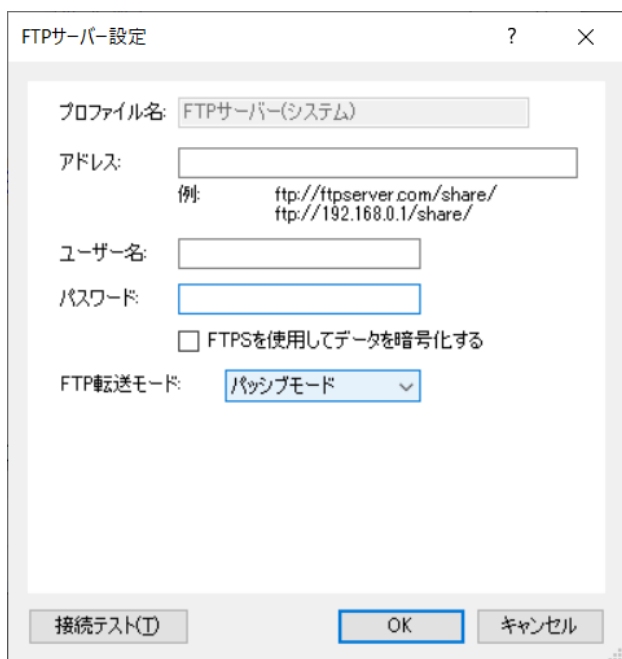 FTPサーバー設定 ?
プロファイル名: FTPサーバー(システム)
アドレス:
例: ftp://ftpserver.com/share/
ftp://192.168.0.1/share/
ユーザー名:
パスワード:
FTPSを使用してデータを暗号化する
FTP転送モード: パッシブモード
接続テスト(T) OK キャンセル